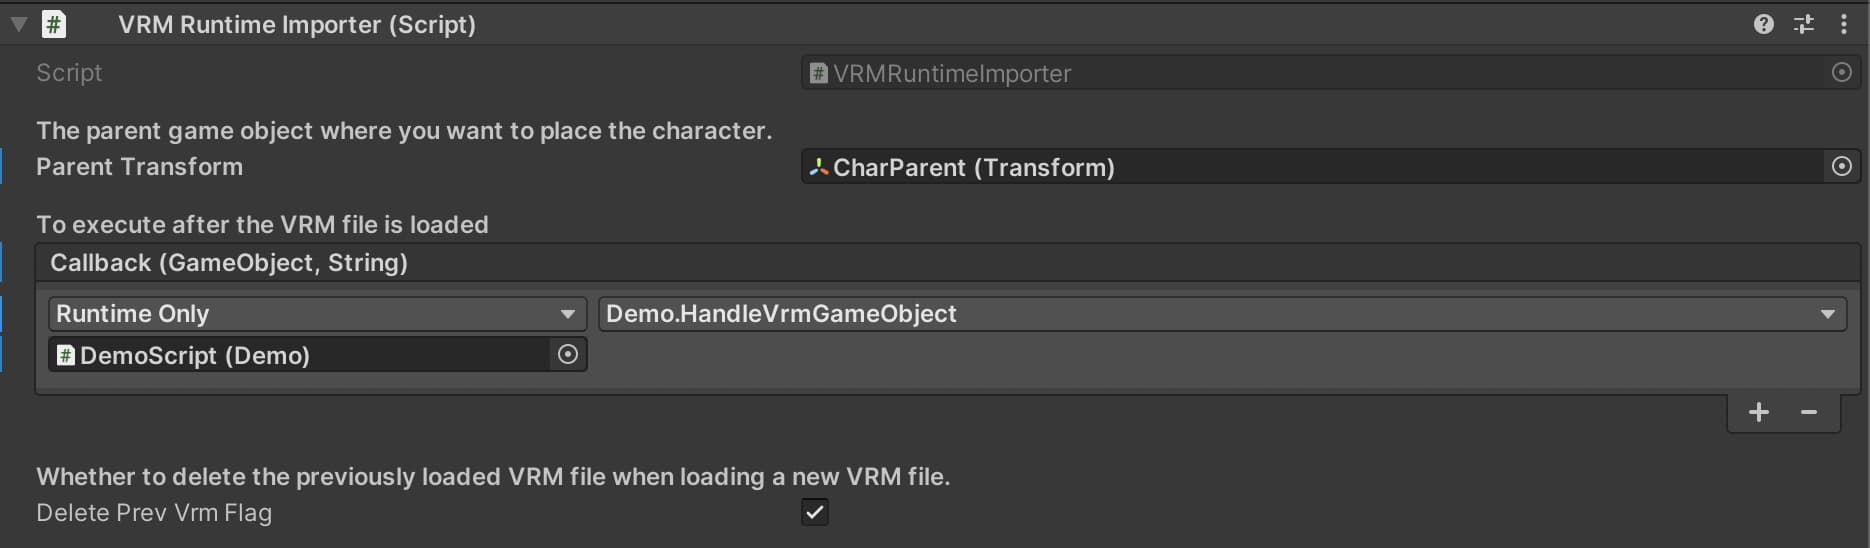 VRM Runtime Importer (Script)
Script
VRMRuntimeImporter
The parent game object where you want to place the character.
Parent Transform
CharParent (Transform)
To execute after the VRM file is loaded
Callback (GameObject, String)
Runtime Only
Demo.HandleVrmGameObject
DemoScript (Demo)
Whether to delete the previously loaded VRM file when loading a new VRM file.
Delete Prev Vrm Flag